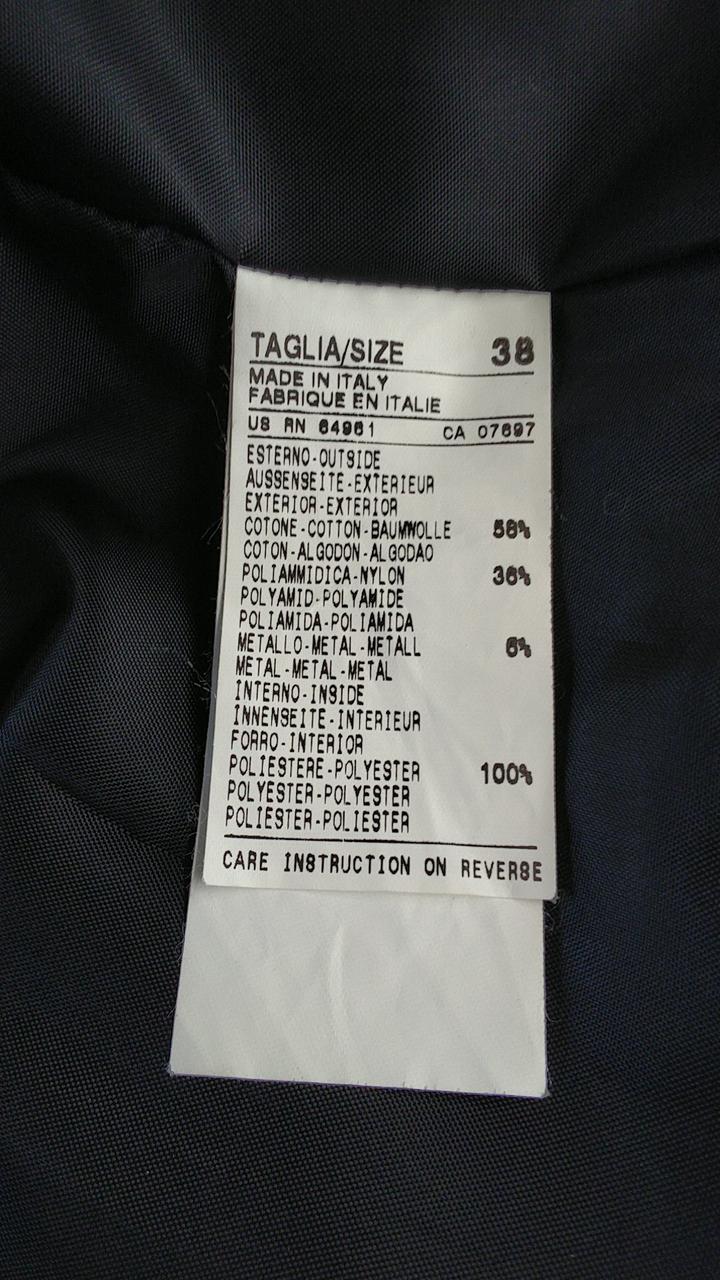 TAGLIA/SIZE 38
MADE IN ITALY
FABRIQUE EN ITALIE
US RN 64961 CA 07697
ESTERNO-OUTSIDE
AUSSENSEITE-EXTERIEUR
EXTERIOR-EXTERIOR
COTONE-COTTON-BAUMWOLLE 58%
COTON-ALGODON-ALGODAO
POLIAMMIDICA-NYLON 36%
POLYAMID-POLYAMIDE
POLIAMIDA-POLIAMIDA
METALLO-METAL-METALL 6%
METAL-METAL-METAL
INTERNO-INSIDE
INNENSEITE-INTERIEUR
FORRO-INTERIOR
POLIESTERE-POLYESTER 100%
POLYESTER-POLYESTER
POLIESTER-POLIESTER
CARE INSTRUCTION ON REVERSE